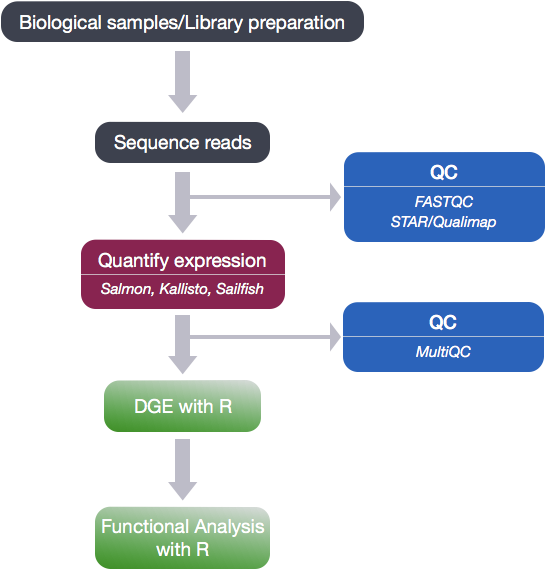 Biological samples/Library preparation
Sequence reads
QC
FASTQC
STAR/Qualimap
Quantify expression
Salmon, Kallisto, Sailfish
QC
MultiQC
DGE with R
Functional Analysis
with R